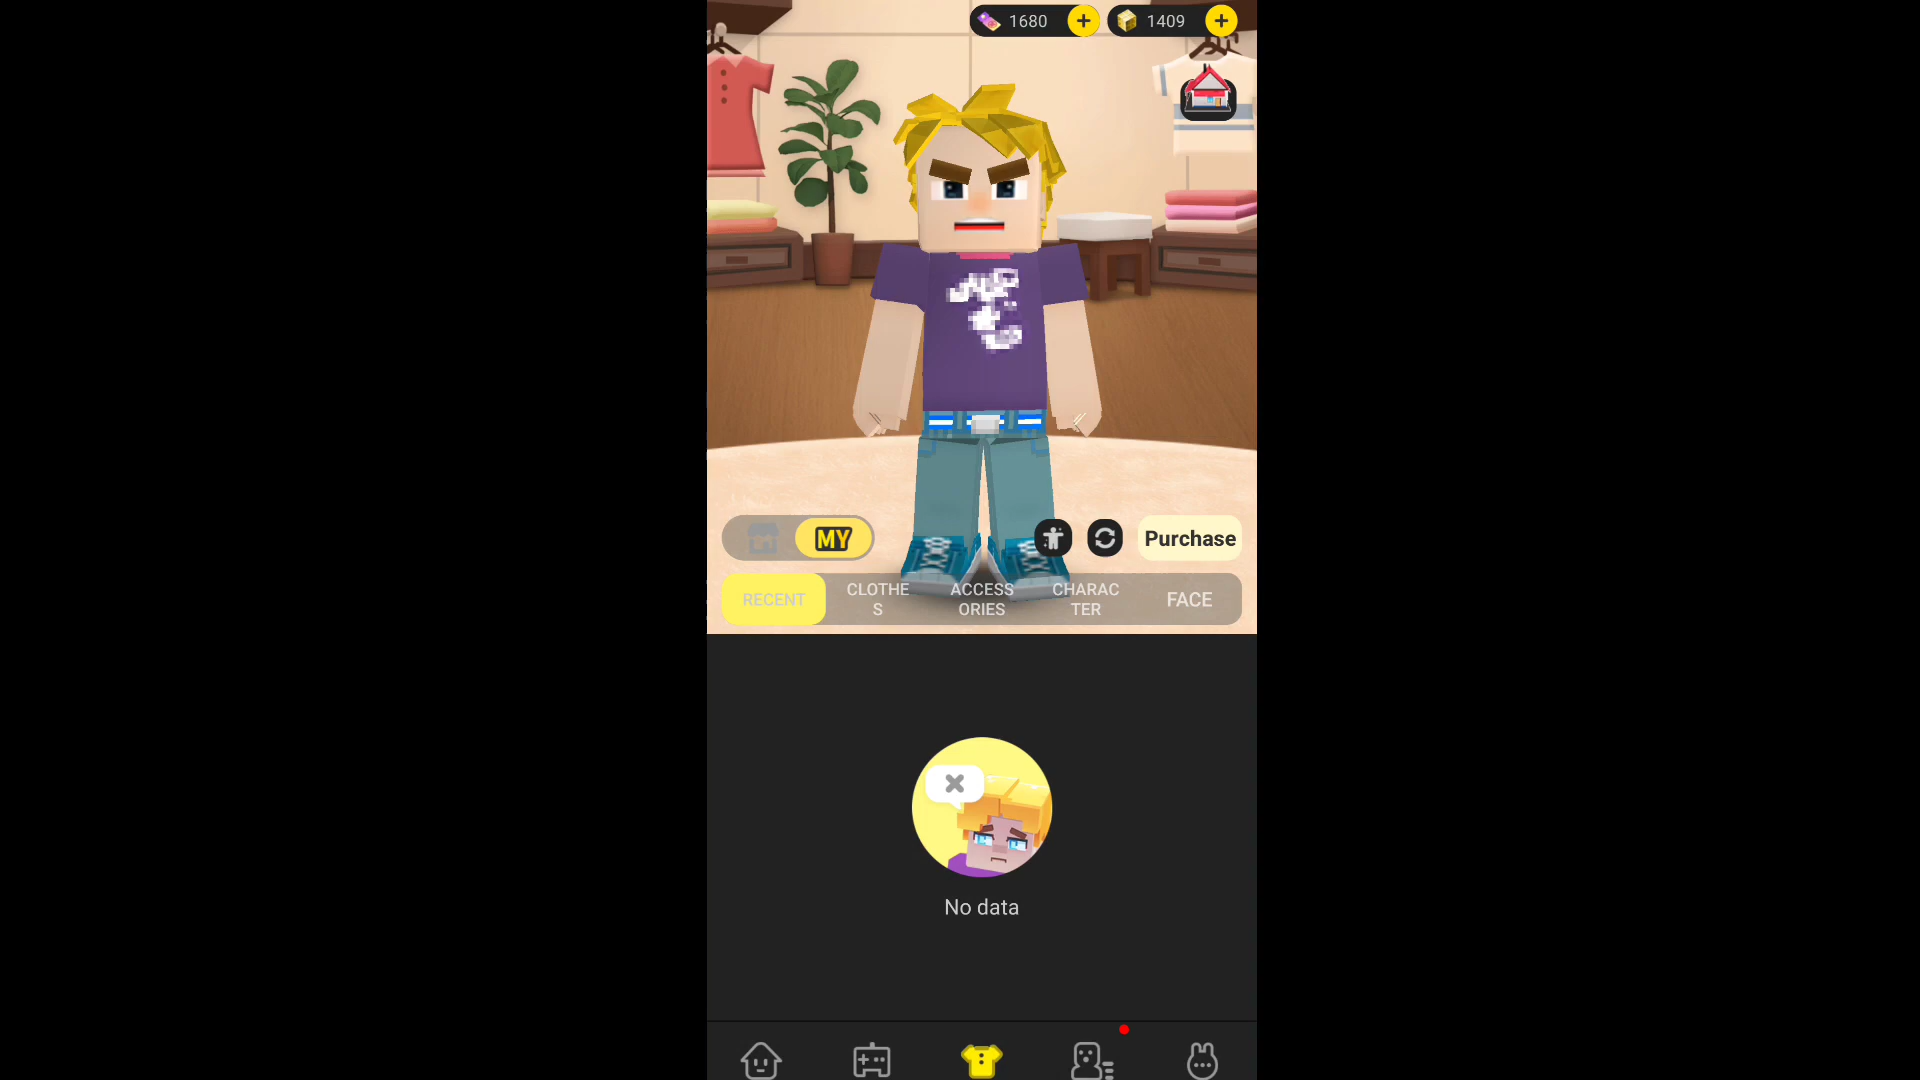 1680
1409
MY
Purchase
RECENT
CLOTHE
S
ACCESS
ORIES
CHARAC
TER
FACE
No data